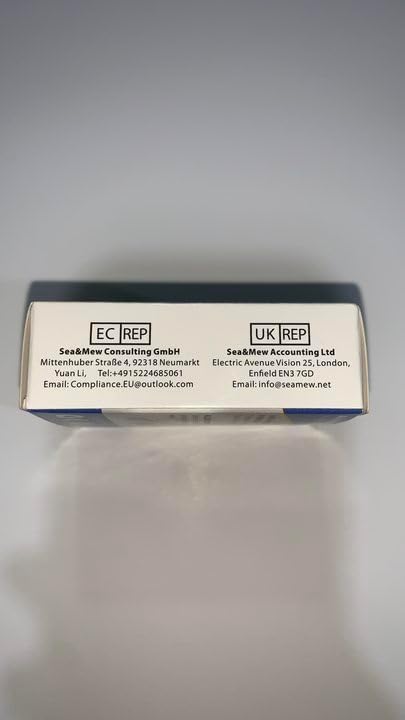 EC REP
Sea&Mew Consulting GmbH
Mittenhuber Straße 4, 92318 Neumarkt
Yuan Li, Tel:+4915224685061
Email: Compliance.EU@outlook.com
UK REP
Sea&Mew Accounting Ltd
Electric Avenue Vision 25, London,
Enfield EN3 7GD
Email: info@seamew.net